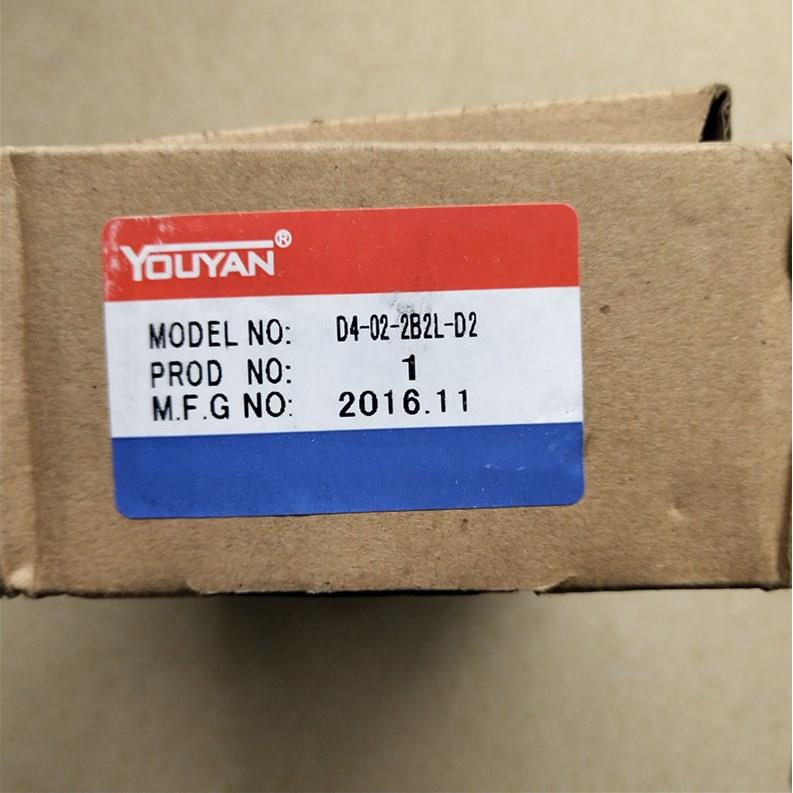 YOUYAN®
MODEL NO: D4-02-2B2L-D2
PROD NO: 1
M.F.G NO: 2016.11